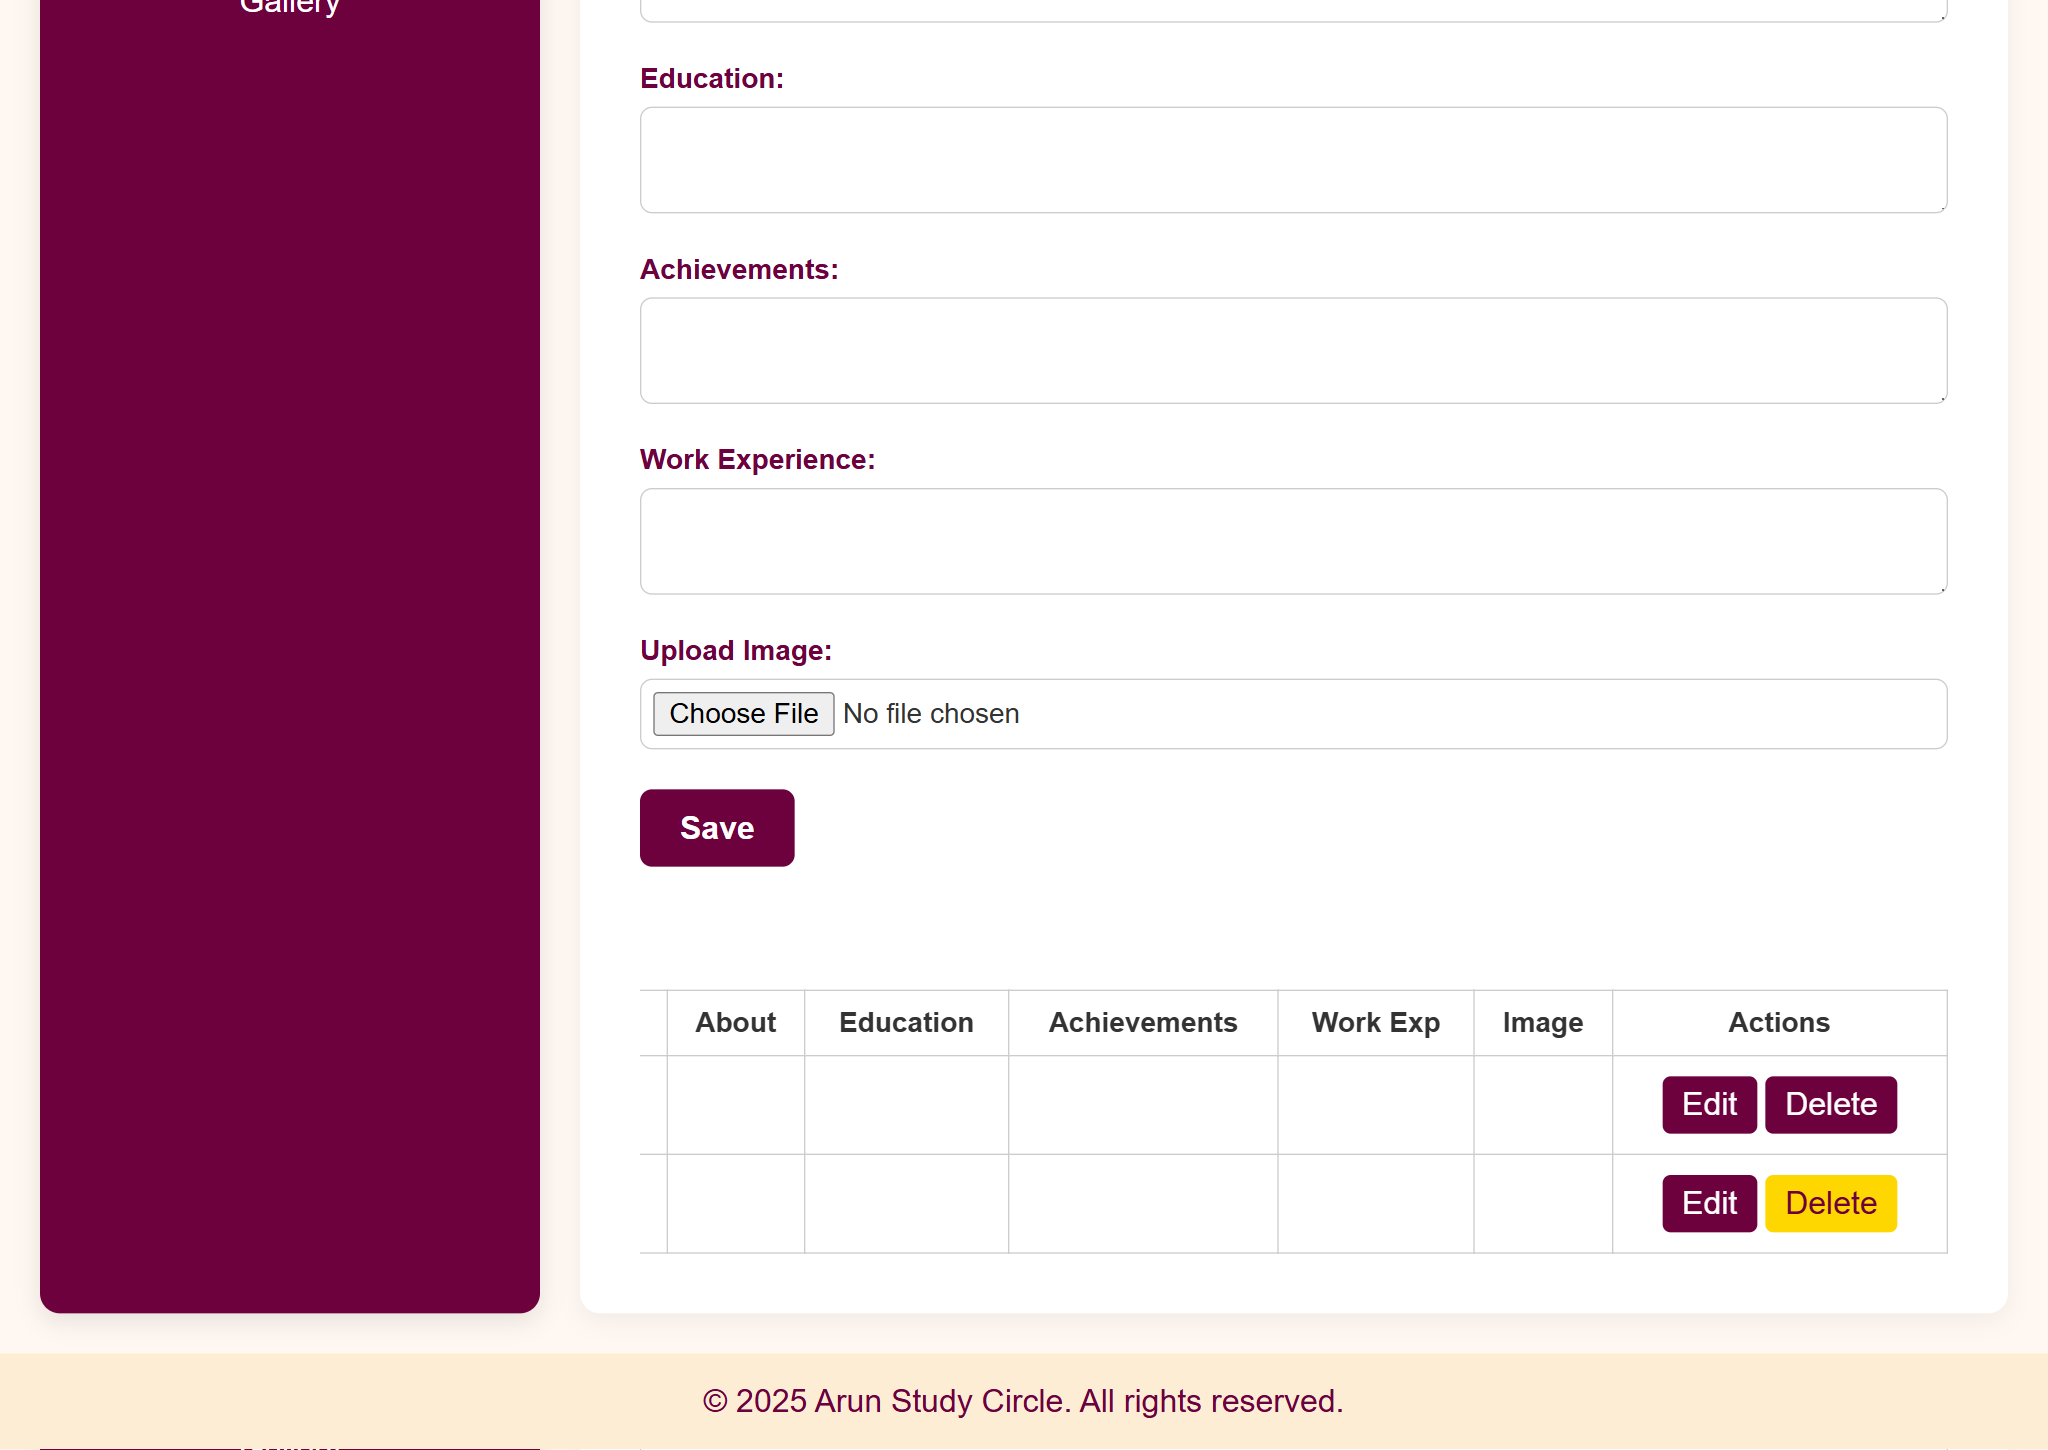 Gallery
Education:
Achievements:
Work Experience:
Upload Image:
Choose File No file chosen
Save
About Education Achievements Work Exp Image Actions
Edit Delete
Edit Delete
© 2025 Arun Study Circle. All rights reserved.